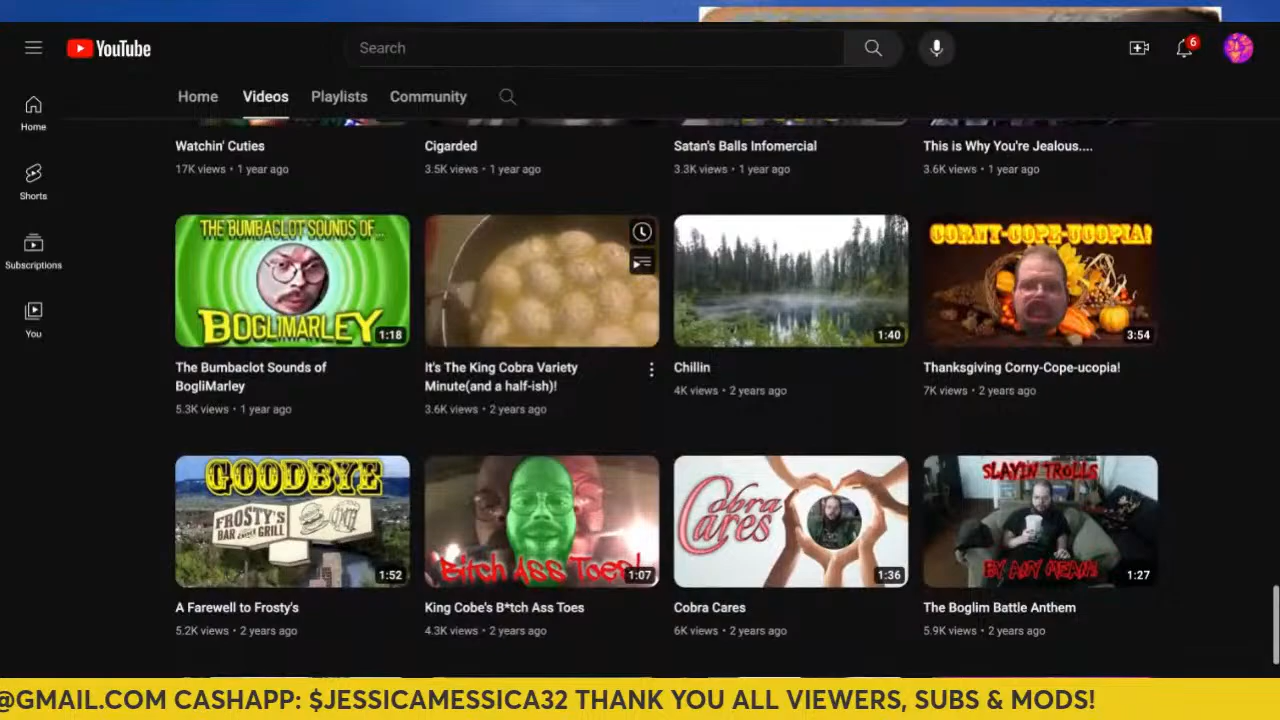 YouTube
Search
6
Home
Videos
Playlists
Community
Home
Shorts
Subscriptions
You
Watchin' Cuties
17K views • 1 year ago
Cigarded
3.5K views • 1 year ago
Satan's Balls Infomercial
3.3K views • 1 year ago
This is Why You're Jealous....
3.6K views • 1 year ago
THE BUMBACLOT SOUNDS OF...
BOGLIMARLEY
1:18
1:40
CORNY-COPE-UCOPIA!
3:54
The Bumbaclot Sounds of
BogliMarley
5.3K views • 1 year ago
It's The King Cobra Variety
Minute(and a half-ish)!
3.6K views • 2 years ago
Chillin
4K views • 2 years ago
Thanksgiving Corny-Cope-ucopia!
7K views • 2 years ago
GOODBYE
FROSTY'S
BAR AND GRILL
1:52
Bitch Ass Toes!
1:07
Cobra
Cares
1:36
SLAYIN TROLLS
BY ANY MEANS!
1:27
A Farewell to Frosty's
5.2K views • 2 years ago
King Cobe's B*tch Ass Toes
4.3K views • 2 years ago
Cobra Cares
6K views • 2 years ago
The Boglim Battle Anthem
5.9K views • 2 years ago
@GMAIL.COM CASHAPP: $JESSICAMESSICA32 THANK YOU ALL VIEWERS, SUBS & MODS!